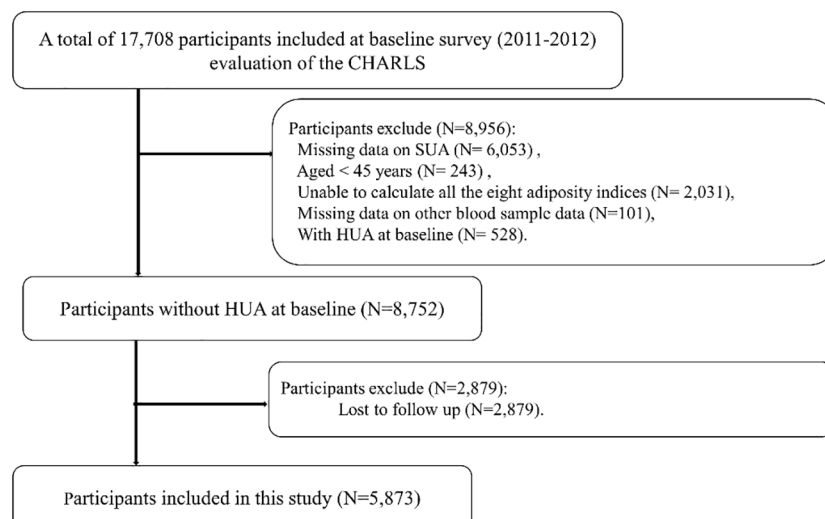 A total of 17,708 participants included at baseline survey (2011-2012)
evaluation of the CHARLS
Participants exclude (N=8,956):
Missing data on SUA (N= 6,053) ,
Aged < 45 years (N= 243) ,
Unable to calculate all the eight adiposity indices (N= 2,031),
Missing data on other blood sample data (N=101),
With HUA at baseline (N= 528).
Participants without HUA at baseline (N=8,752)
Participants exclude (N=2,879):
Lost to follow up (N=2,879).
Participants included in this study (N=5,873)